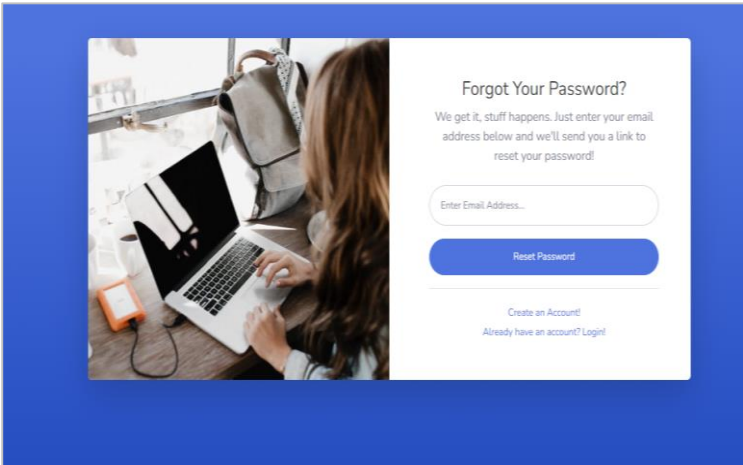 Forgot Your Password?
We get it, stuff happens. Just enter your email
address below and we'll send you a link to
reset your password!
Enter Email Address...
Reset Password
Create an Account!
Already have an account? Login!